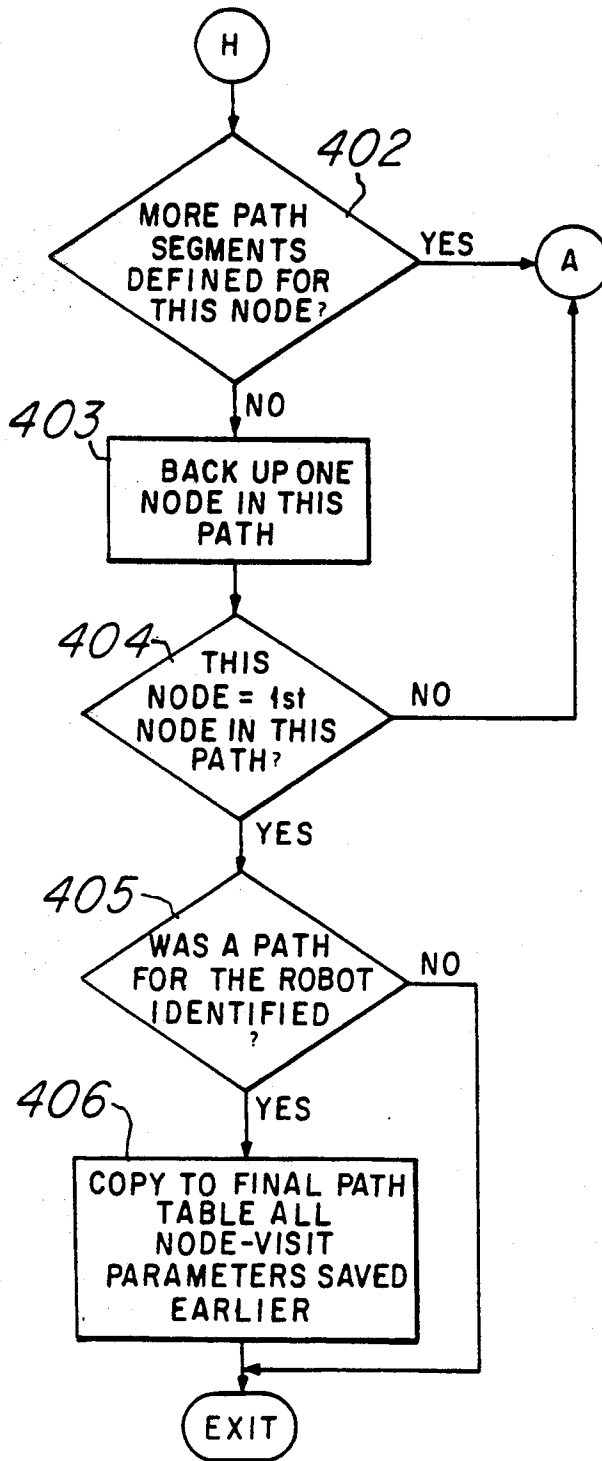 H
402
MORE PATH
SEGMENTS
DEFINED FOR
THIS NODE?
YES
A
NO
403
BACK UP ONE
NODE IN THIS
PATH
404
THIS
NODE = 1st
NODE IN THIS
PATH?
NO
YES
405
WAS A PATH
FOR THE ROBOT
IDENTIFIED
?
NO
YES
406
COPY TO FINAL PATH
TABLE ALL
NODE-VISIT
PARAMETERS SAVED
EARLIER
EXIT